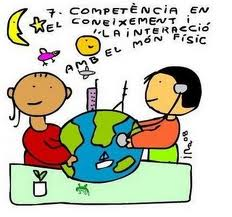 7. COMPETÈNCIA EN
EL CONEIXEMENT I
"LA INTERACCIÓ
AMB EL MÓN FÍSIC